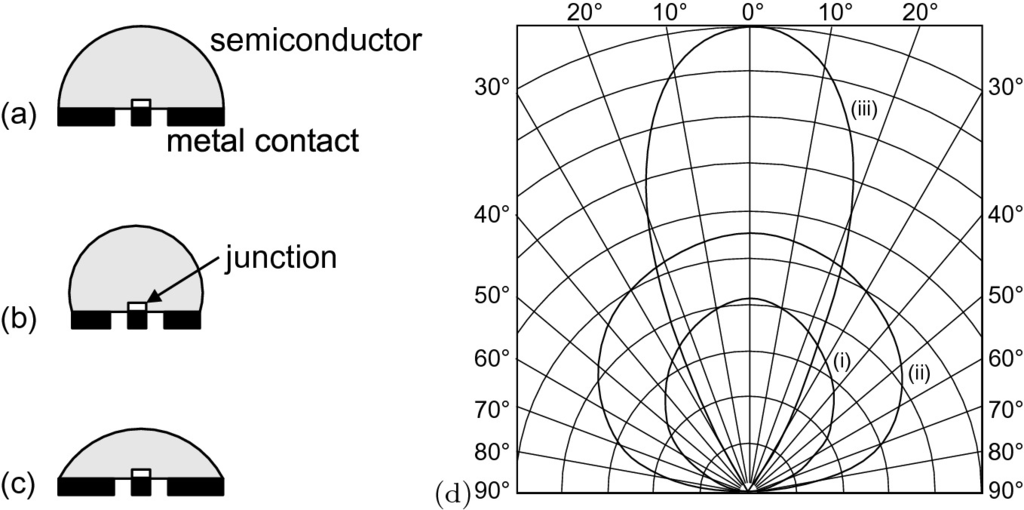 (a)
semiconductor
metal contact
(b)
junction
(c)
(d)
20° 10° 0° 10° 20°
30° 30°
40° 40°
50° 50°
60° 60°
70° 70°
80° 80°
90° 90°
(iii)
(i)
(ii)